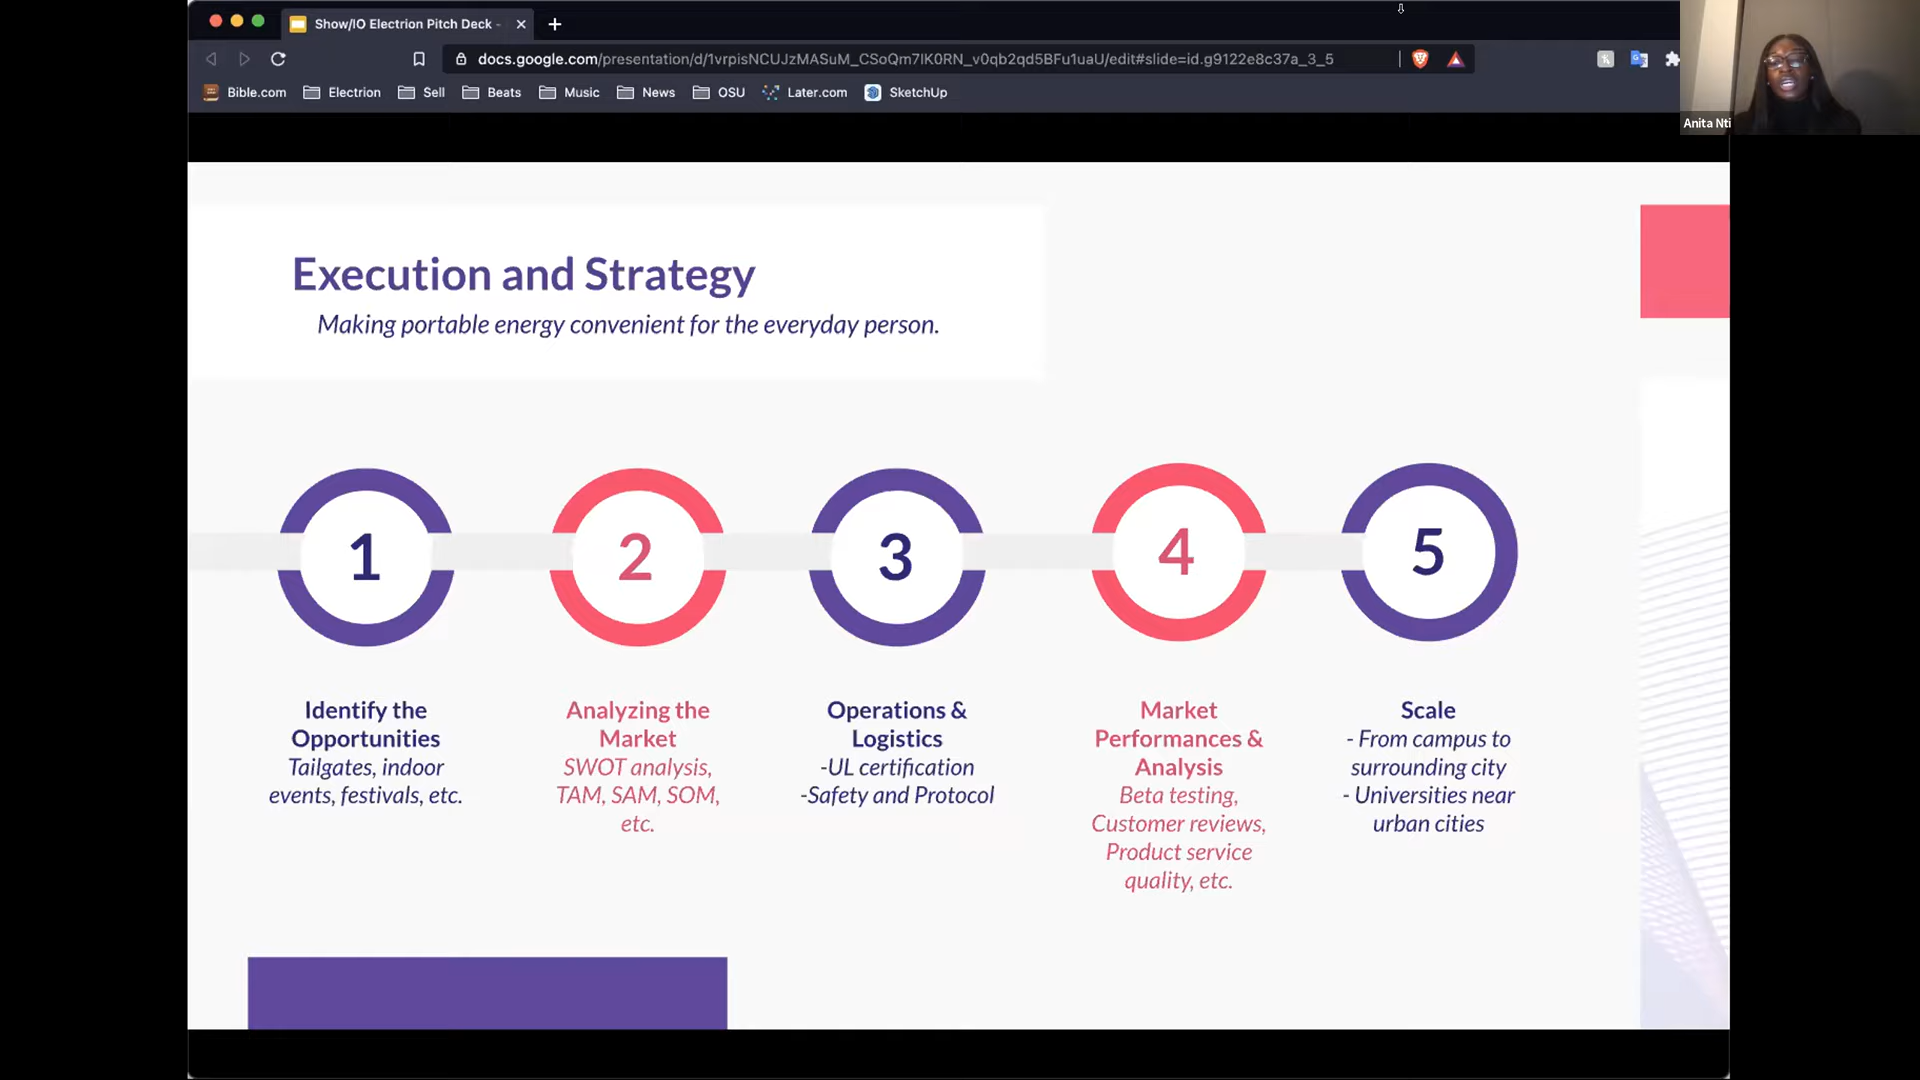 Show/IO Electrion Pitch Deck -
docs.google.com/presentation/d/1vrpisNCUJzMASuM_CSoQm7IK0RN_v0qb2qd5BFu1uaU/edit#slide=id.g9122e8c37a_3_5
Bible.com Electrion Sell Beats Music News OSU Later.com SketchUp
Anita Nti
Execution and Strategy
Making portable energy convenient for the everyday person.
1
Identify the
Opportunities
Tailgates, indoor
events, festivals, etc.
2
Analyzing the
Market
SWOT analysis,
TAM, SAM, SOM,
etc.
3
Operations &
Logistics
-UL certification
-Safety and Protocol
4
Market
Performances &
Analysis
Beta testing,
Customer reviews,
Product service
quality, etc.
5
Scale
- From campus to
surrounding city
- Universities near
urban cities